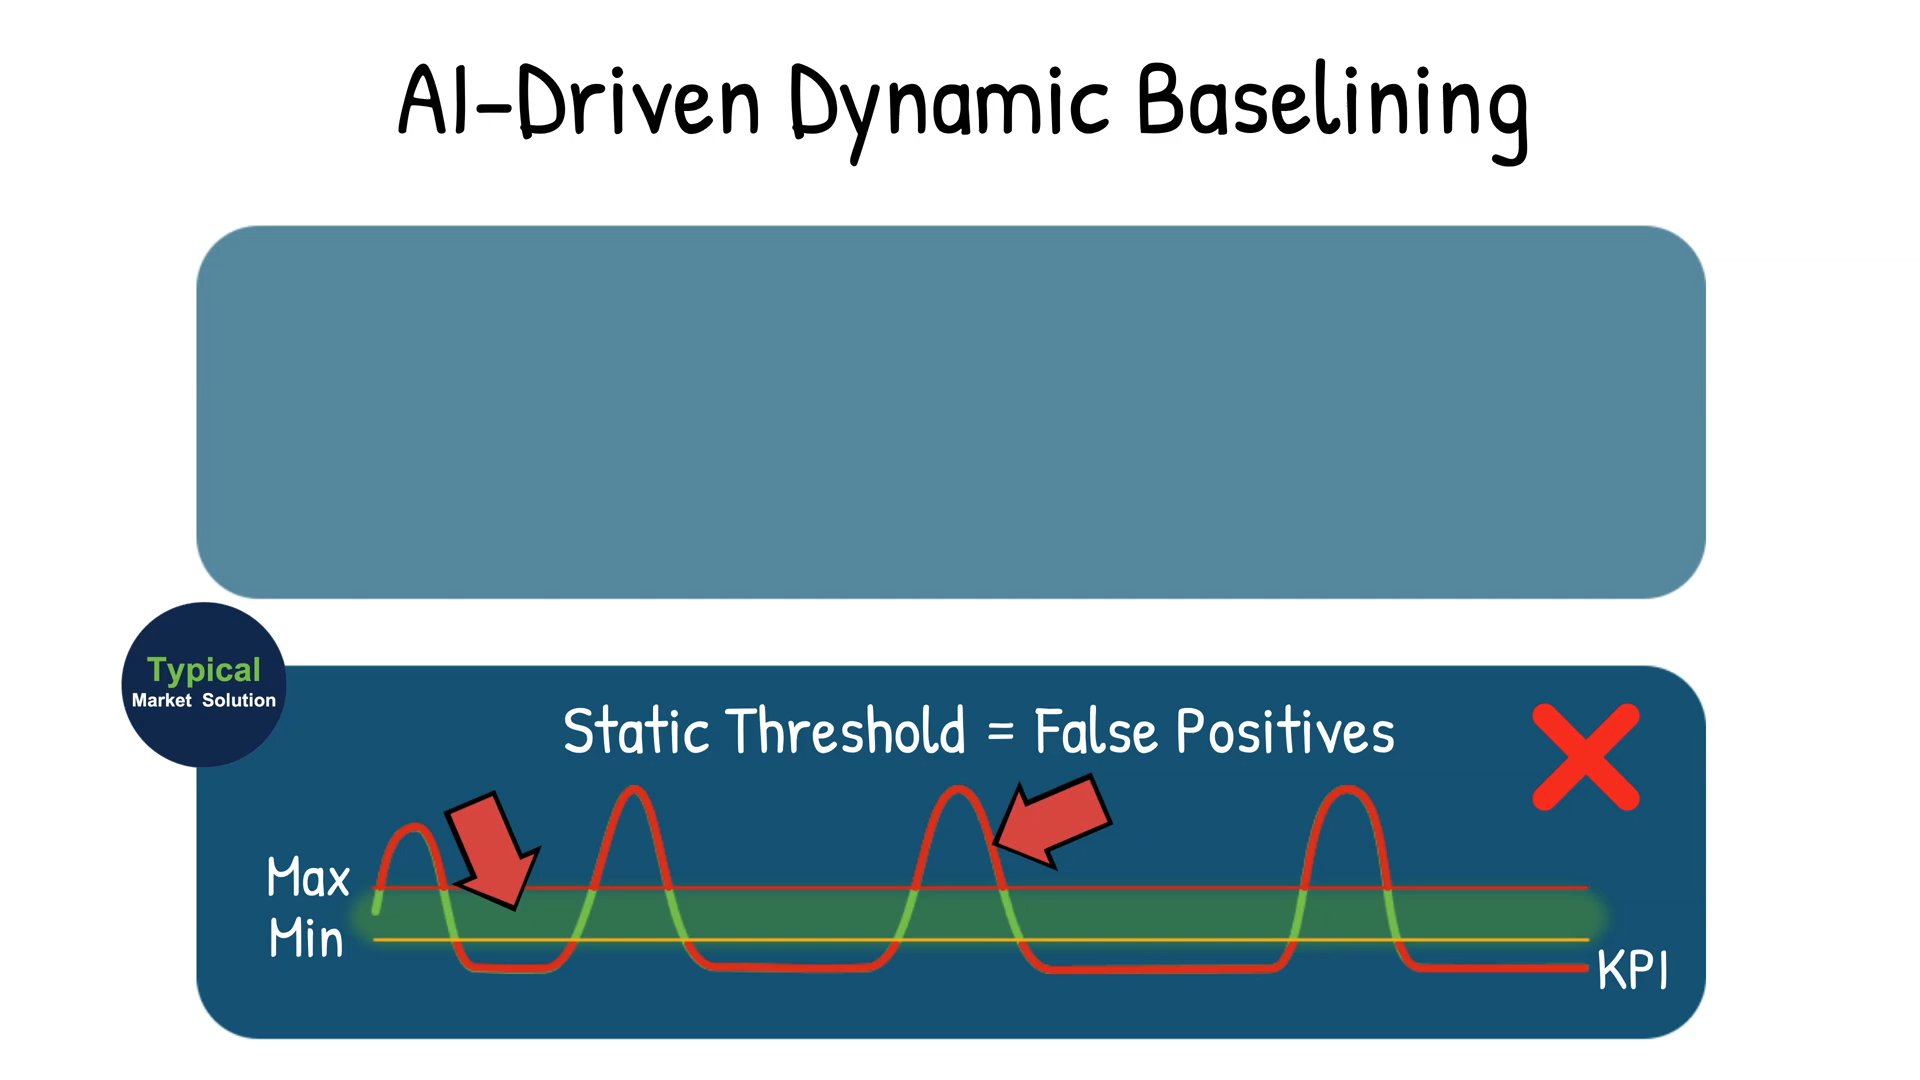 AI-Driven Dynamic Baselining
Typical
Market Solution
Static Threshold = False Positives
Max
Min
KPI